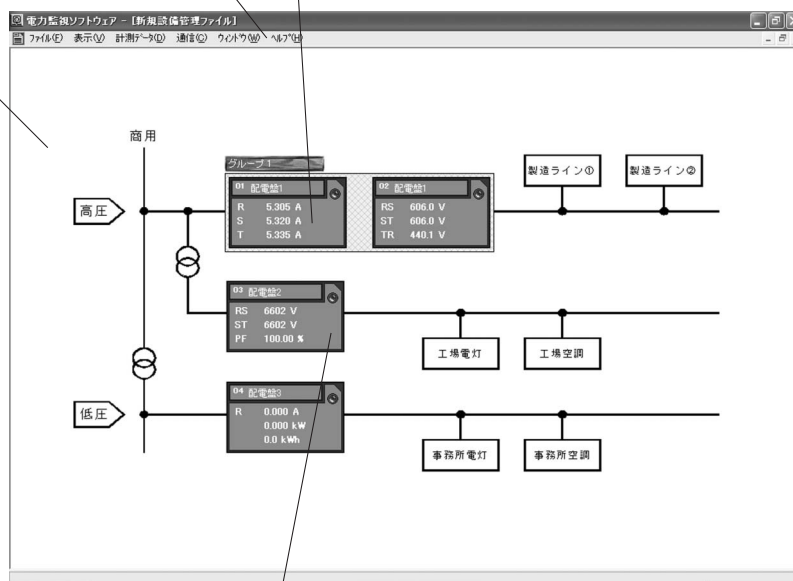 電力監視ソフトウェア - [新規設備管理ファイル]
ファイル(F) 表示(V) 計測データ(D) 通信(C) ウィンドウ(W) ヘルプ(H)
商用
グループ1
01 配電盤1
R 5.305 A
S 5.320 A
T 5.335 A
02 配電盤1
RS 606.0 V
ST 606.0 V
TR 440.1 V
製造ライン①
製造ライン②
高圧
03 配電盤2
RS 6602 V
ST 6602 V
PF 100.00 %
工場電灯
工場空調
低圧
04 配電盤3
R 0.000 A
0.000 kW
0.0 kWh
事務所電灯
事務所空調